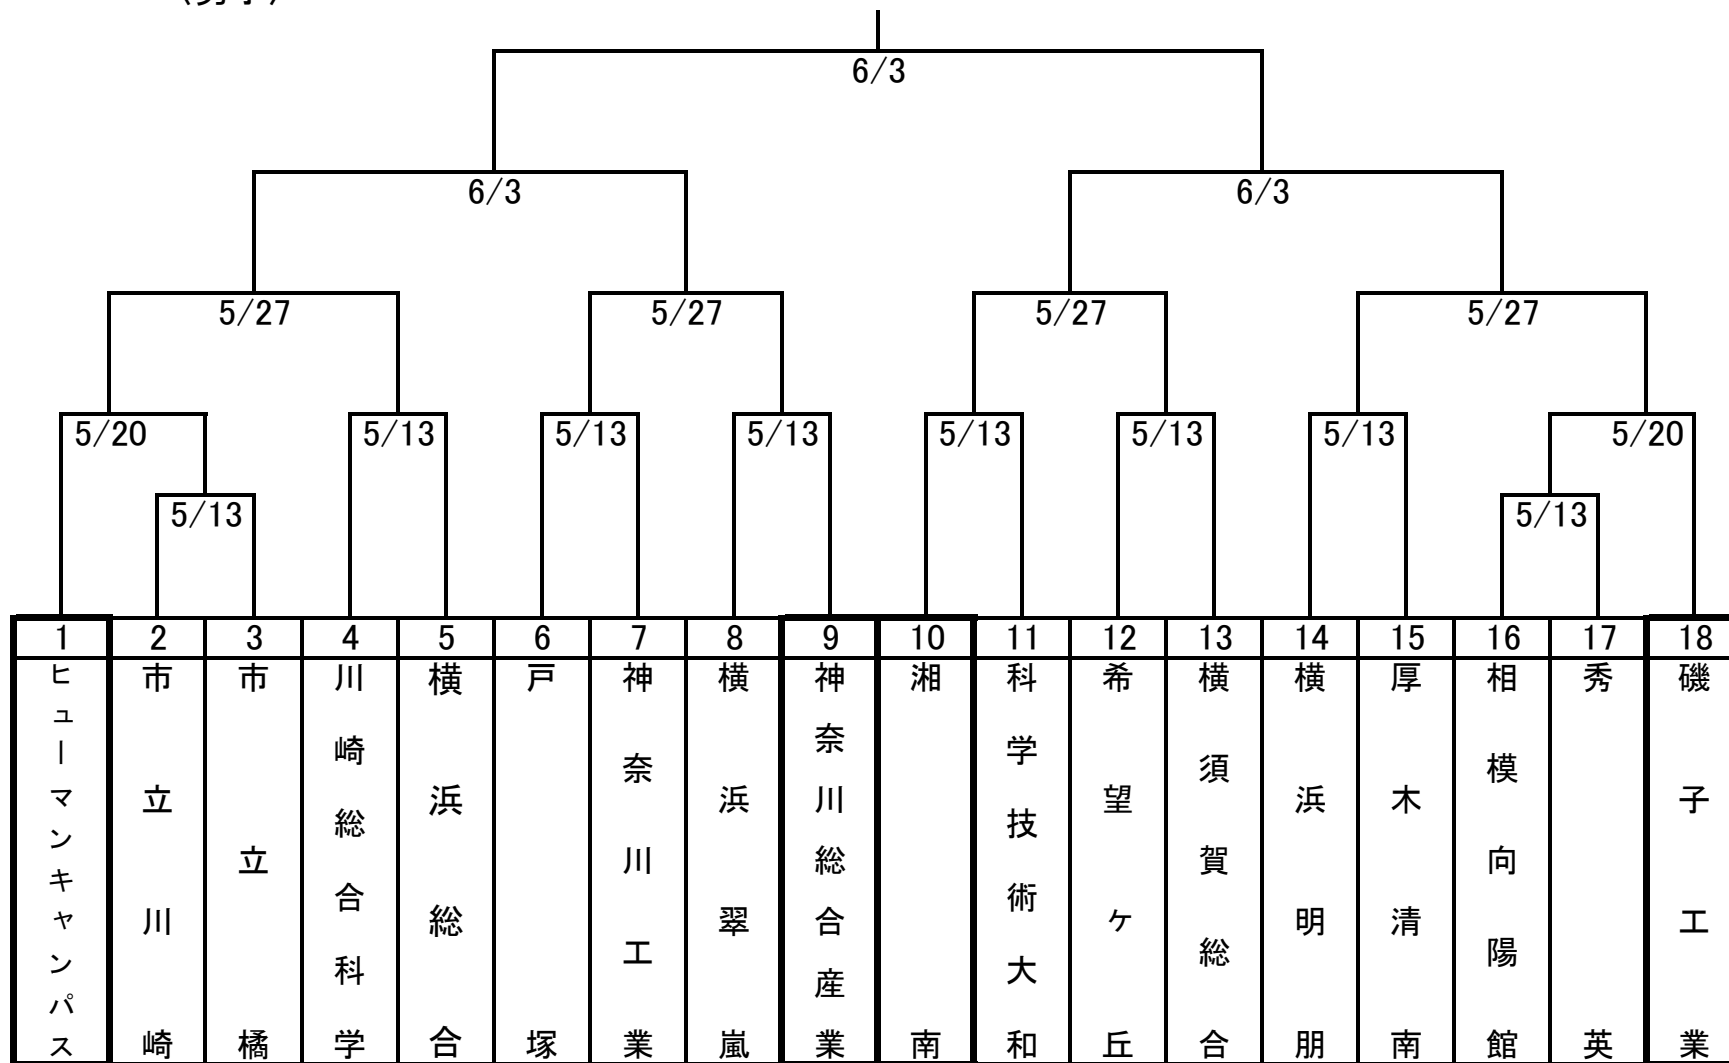 （男子）
6/3
6/3 6/3
5/27 5/27 5/27 5/27
5/20 5/13 5/13 5/13 5/13 5/13 5/13 5/20
5/13 5/13
1 2 3 4 5 6 7 8 9 10 11 12 13 14 15 16 17 18
ヒューマンキャンパス
市立川崎
市立橘
川崎総合科学
横浜総合
戸塚
神奈川工業
横浜翠嵐
神奈川総合産業
湘南
科学技術大和
希望ケ丘
横須賀総合
横浜明朋
厚木清南
相模向陽館
秀英
磯子工業